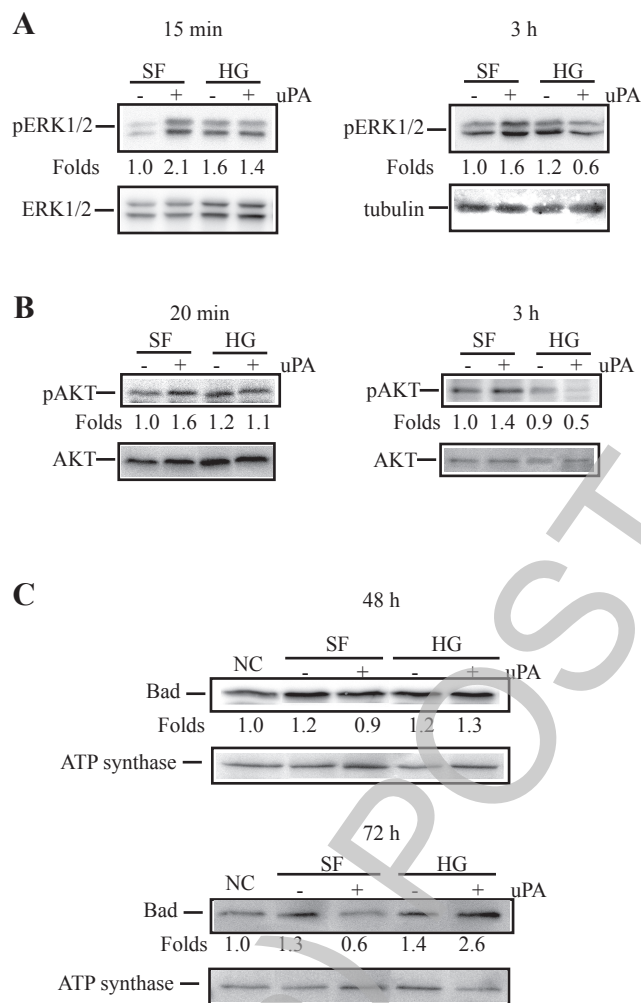 A
15 min
3 h
SF HG
- + - + uPA
pERK1/2
Folds 1.0 2.1 1.6 1.4
ERK1/2
SF HG
- + - + uPA
pERK1/2
Folds 1.0 1.6 1.2 0.6
tubulin
B
20 min
3 h
SF HG
- + - + uPA
pAKT
Folds 1.0 1.6 1.2 1.1
AKT
SF HG
- + - + uPA
pAKT
Folds 1.0 1.4 0.9 0.5
AKT
C
48 h
NC SF HG
- + - + uPA
Bad
Folds 1.0 1.2 0.9 1.2 1.3
ATP synthase
72 h
NC SF HG
- + - + uPA
Bad
Folds 1.0 1.3 0.6 1.4 2.6
ATP synthase
POST